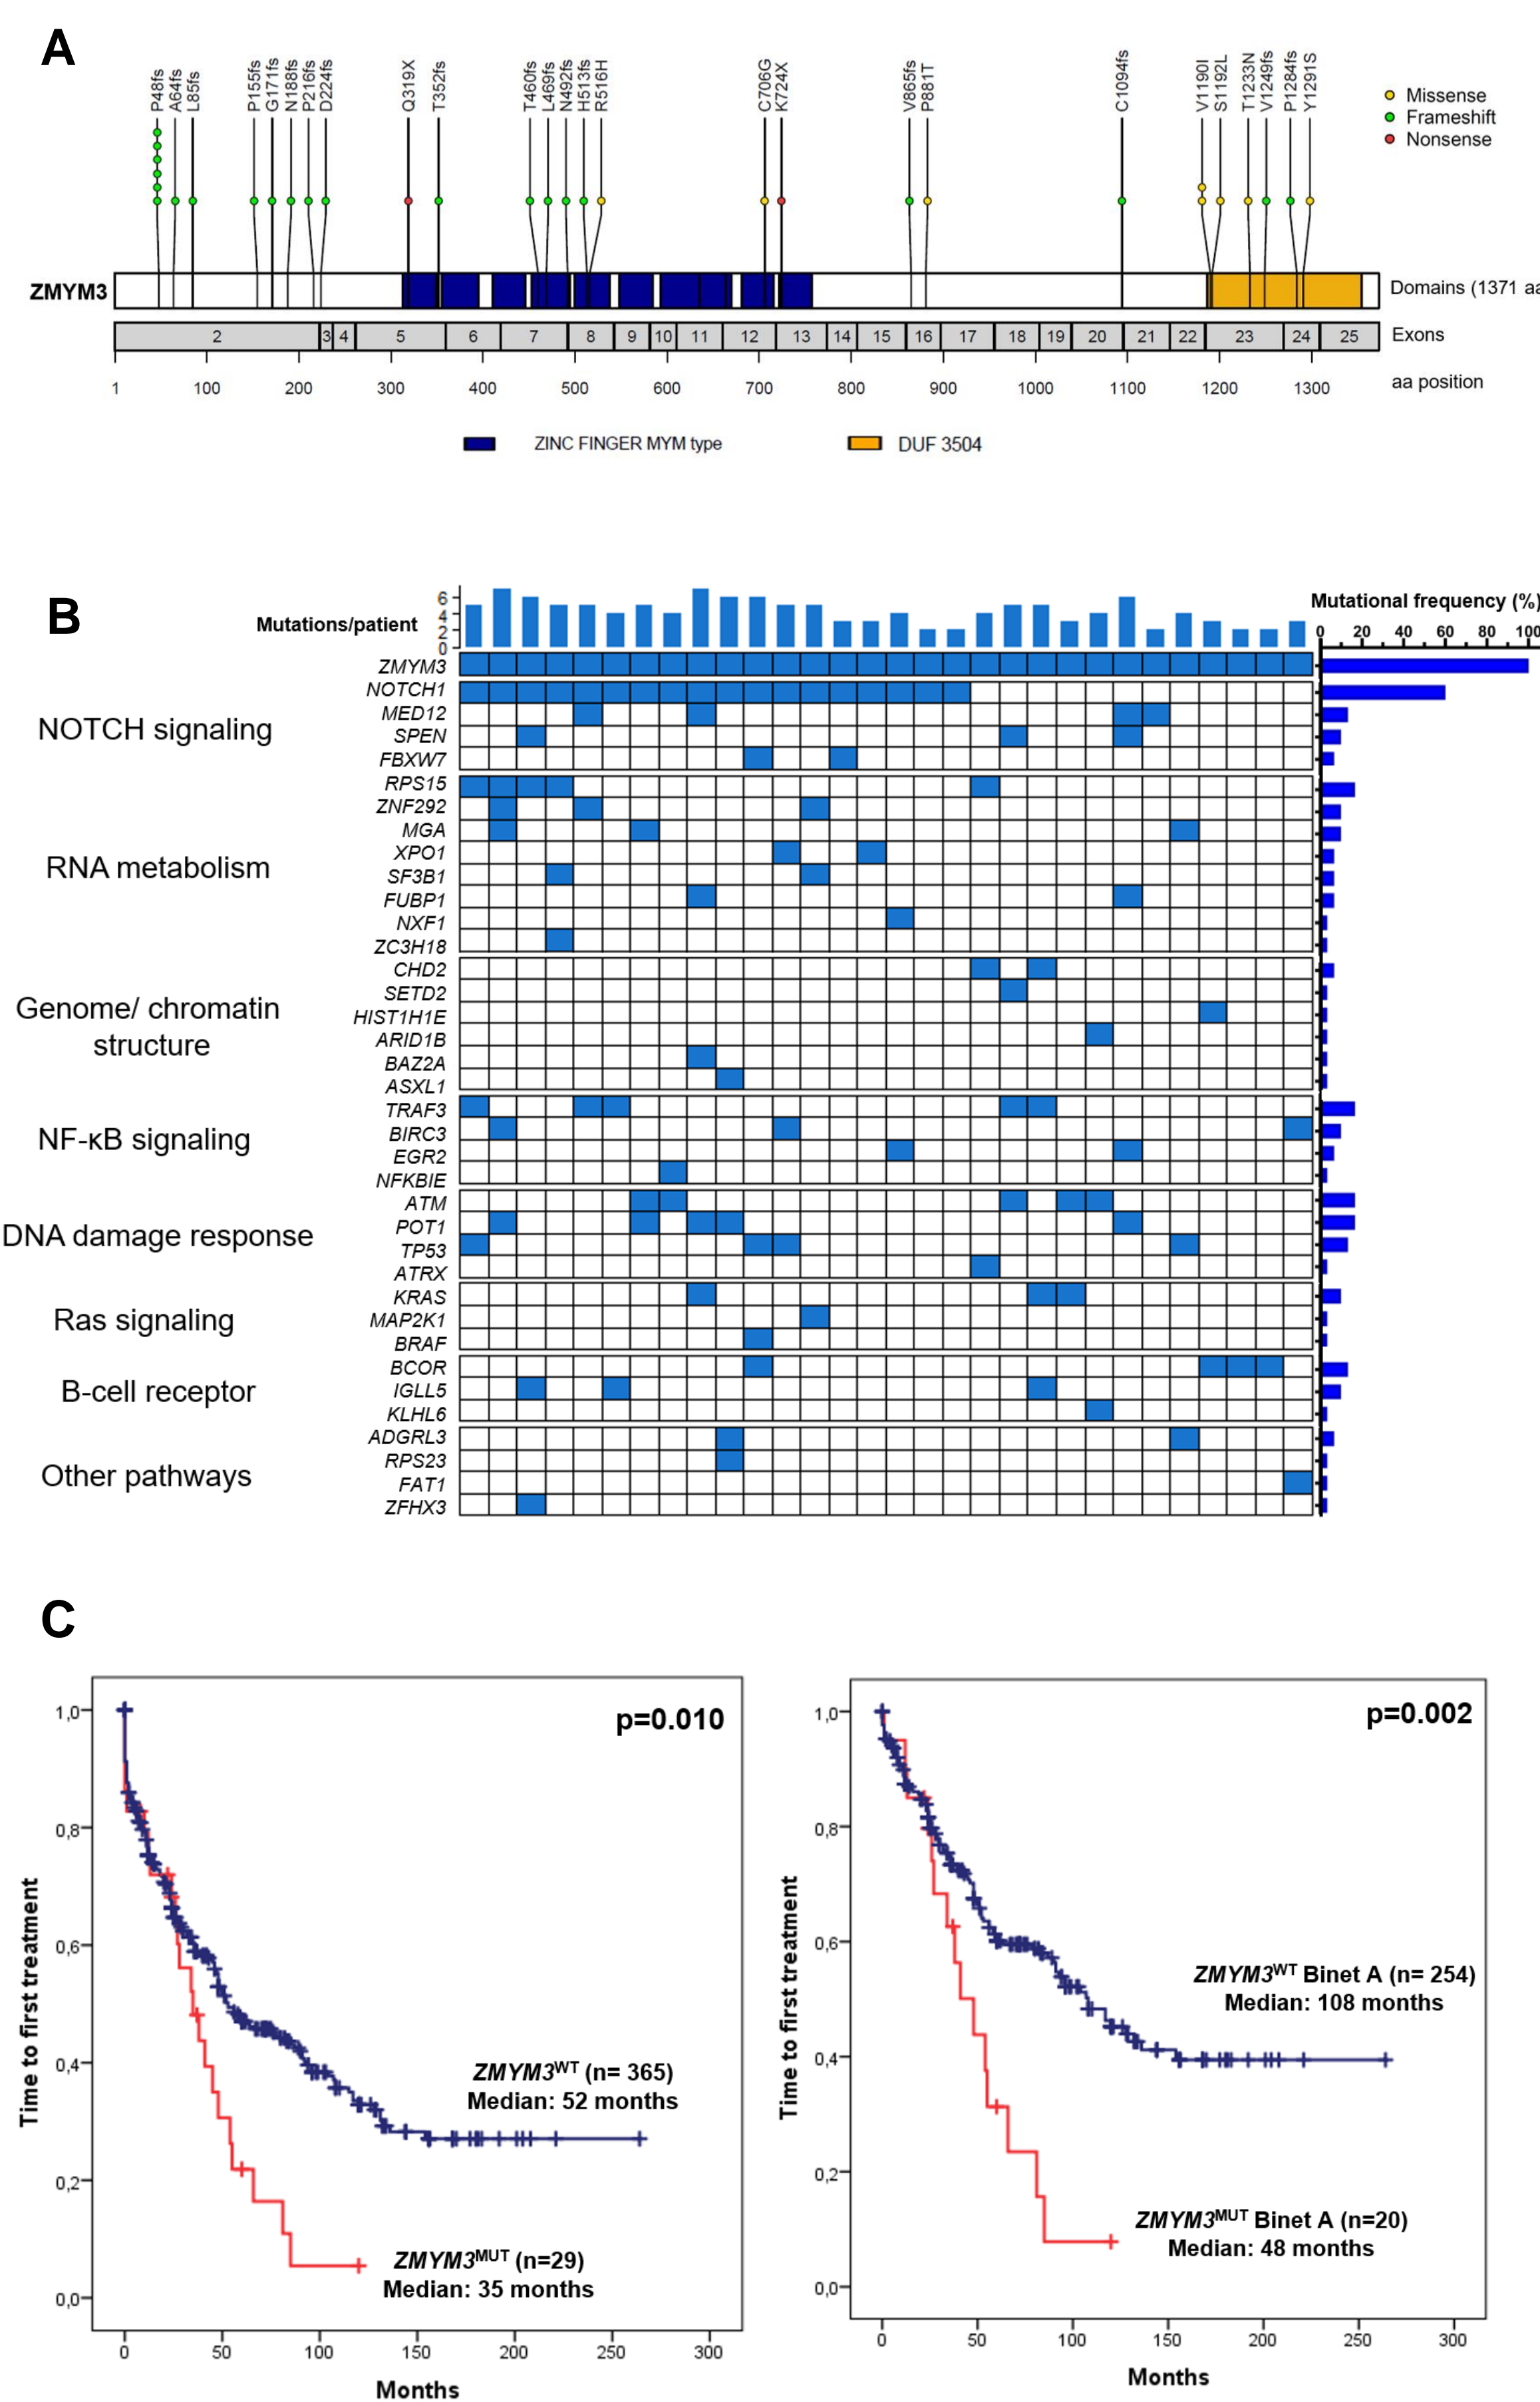 A
P48fs
A64fs
L85fs
P155fs
G171fs
N188fs
P216fs
D224fs
Q319X
T352fs
T460fs
L469fs
N492fs
H513fs
R516H
C706G
K724X
V865fs
P881T
C1094fs
V1190I
S1192L
T1233N
V1249fs
P1284fs
Y1291S
Missense
Frameshift
Nonsense
ZMYM3
Domains (1371 aa
2 3 4 5 6 7 8 9 10 11 12 13 14 15 16 17 18 19 20 21 22 23 24 25 Exons
1 100 200 300 400 500 600 700 800 900 1000 1100 1200 1300 aa position
ZINC FINGER MYM type DUF 3504
B
Mutations/patient
6
4
2
0
Mutational frequency (%)
0 20 40 60 80 100
ZMYM3
NOTCH signaling
NOTCH1
MED12
SPEN
FBXW7
RNA metabolism
RPS15
ZNF292
MGA
XPO1
SF3B1
FUBP1
NXF1
ZC3H18
Genome/ chromatin
structure
CHD2
SETD2
HIST1H1E
ARID1B
BAZ2A
ASXL1
NF-κB signaling
TRAF3
BIRC3
EGR2
NFKBIE
DNA damage response
ATM
POT1
TP53
ATRX
Ras signaling
KRAS
MAP2K1
BRAF
B-cell receptor
BCOR
IGLL5
KLHL6
Other pathways
ADGRL3
RPS23
FAT1
ZFHX3
C
p=0.010
Time to first treatment
1,0
0,8
0,6
0,4
0,2
0,0
ZMYM3WT (n= 365)
Median: 52 months
ZMYM3MUT (n=29)
Median: 35 months
0 50 100 150 200 250 300
Months
p=0.002
Time to first treatment
1,0
0,8
0,6
0,4
0,2
0,0
ZMYM3WT Binet A (n= 254)
Median: 108 months
ZMYM3MUT Binet A (n=20)
Median: 48 months
0 50 100 150 200 250 300
Months